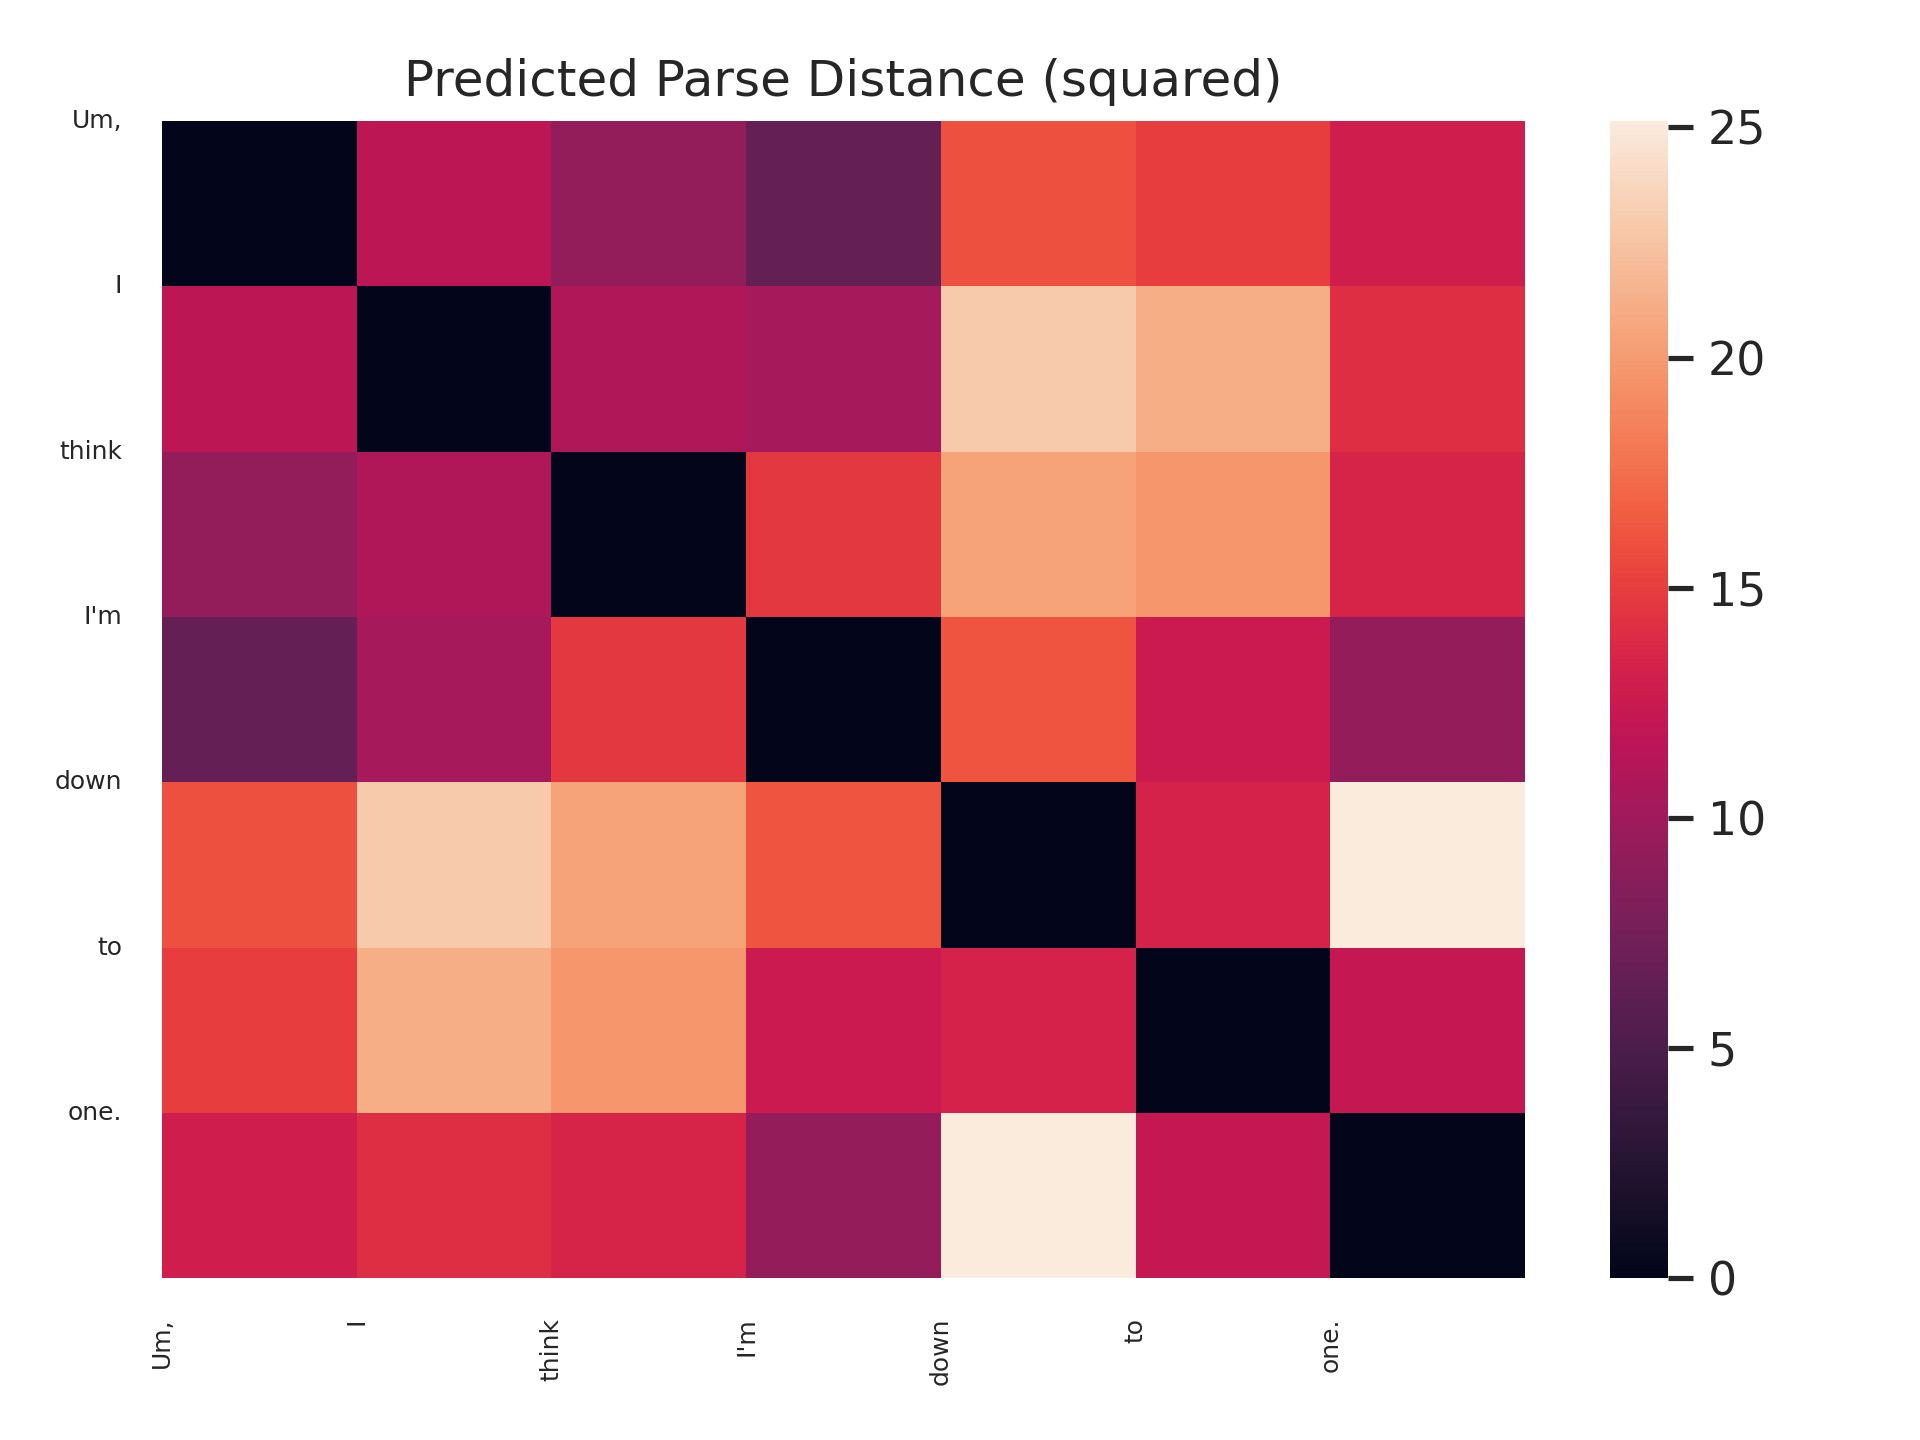 Predicted Parse Distance (squared)
Um,
I
think
I'm
down
to
one.
Um,
I
think
I'm
down
to
one.
25
20
15
10
5
0